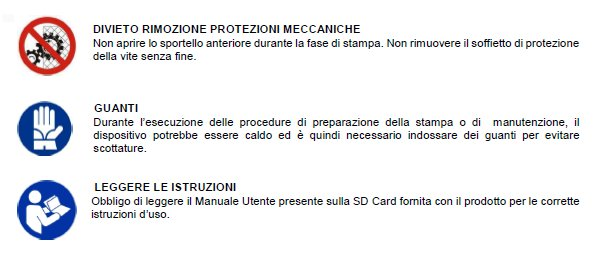 DIVIETO RIMOZIONE PROTEZIONI MECCANICHE
Non aprire lo sportello anteriore durante la fase di stampa. Non rimuovere il soffietto di protezione
della vite senza fine.
GUANTI
Durante l'esecuzione delle procedure di preparazione della stampa o di manutenzione, il
dispositivo potrebbe essere caldo ed è quindi necessario indossare dei guanti per evitare
scottature.
LEGGERE LE ISTRUZIONI
Obbligo di leggere il Manuale Utente presente sulla SD Card fornita con il prodotto per le corrette
istruzioni d'uso.